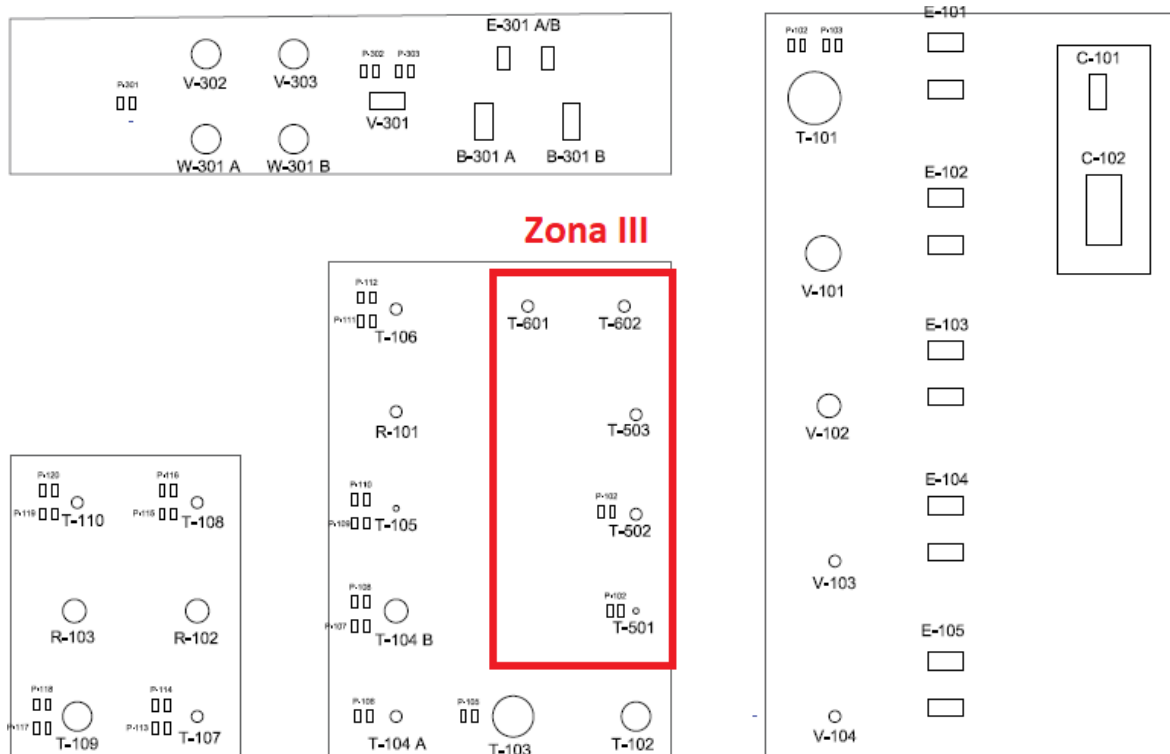 E-301 A/B
P-302 P-303
V-302 V-303
P-301
V-301
W-301 A W-301 B
B-301 A B-301 B
Zona III
P-112
P-111
T-106
T-601 T-602
R-101
T-503
P-110
P-109
T-105
P-102
T-502
P-108
P-107
T-104 B
P-102
T-501
P-106
T-104 A
P-105
T-103
T-102
P-120
P-119
T-110
P-116
P-115
T-108
R-103 R-102
P-118
P-117
T-109
P-114
P-113
T-107
E-101
P-102 P-103
T-101
C-101
C-102
E-102
V-101
E-103
V-102
E-104
V-103
E-105
V-104